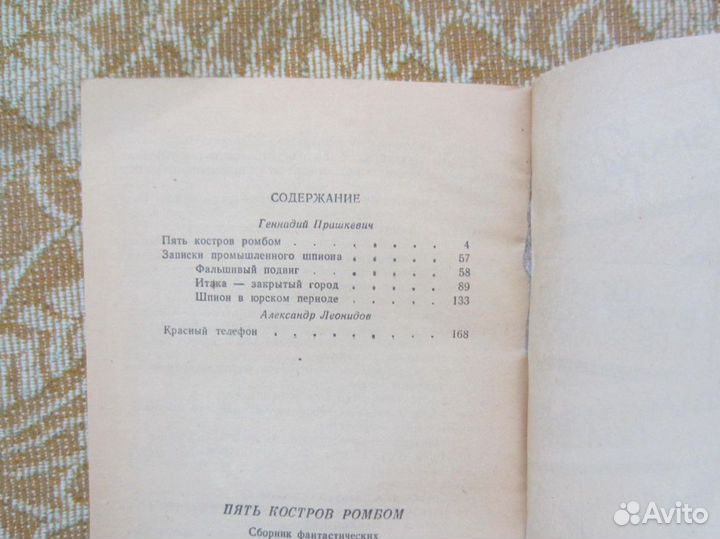 СОДЕРЖАНИЕ
Геннадий Прашкевич
Пять костров ромбом . . . . . . . . 4
Записки промышленного шпиона . . . . . 57
Фальшивый подвиг . . . . . . . 58
Итака — закрытый город . . . . . 89
Шпион в юрском периоде . . . . . 133
Александр Леонидов
Красный телефон . . . . . . . . . 168
ПЯТЬ КОСТРОВ РОМБОМ
Сборник фантастических
Avito